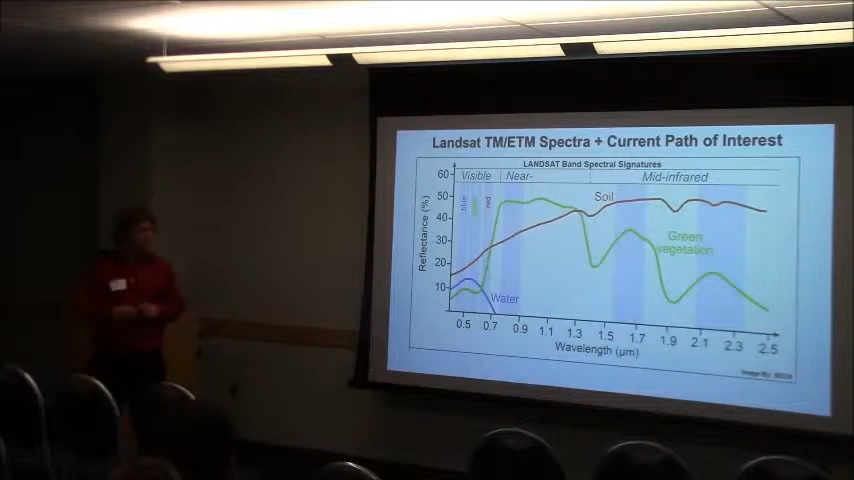 Landsat TM/ETM Spectra + Current Path of Interest
LANDSAT Band Spectral Signatures
Visible Near- Mid-infrared
blue red
Soil
Green
vegetation
Water
Reflectance (%)
60
50
40
30
20
10
0.5 0.7 0.9 1.1 1.3 1.5 1.7 1.9 2.1 2.3 2.5
Wavelength (µm)